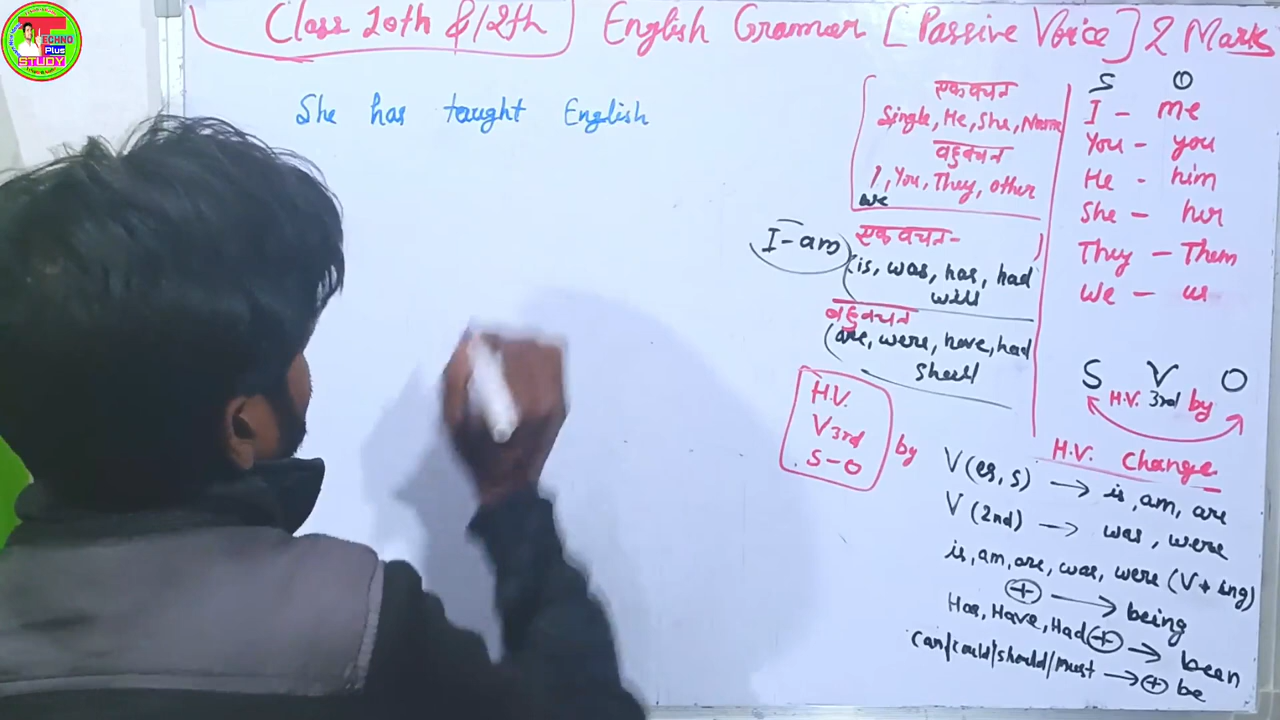 TECHNO
Plus
STUDY
Class 10th & 12th English Grammar [Passive Voice] 2 Marks
She has taught English
एकवचन
Single, He, She, Name
वहुवचन
I, You, They, other
we
I-am
एकवचन-
(is, was, has, had
will
बहुवचन
(are, were, have, had
shall
H.V.
V 3rd
S-O
by
S O
I - me
You - you
He - him
She - her
They - Them
We - us
S V O
H.V. 3rd by
H.V. Change
V (es, s) → is, am, are
V (2nd) → was, were
is, am, are, was, were (V + ing)
+ → being
Has, Have, Had + → been
can/could/should/must → + be